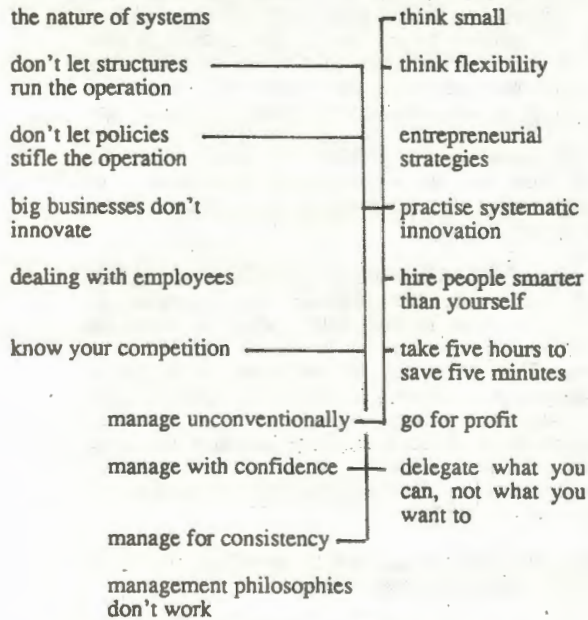 the nature of systems
don't let structures
run the operation
don't let policies
stifle the operation
big businesses don't
innovate
dealing with employees
know your competition
manage unconventionally
manage with confidence
manage for consistency
management philosophies
don't work
think small
think flexibility
entrepreneurial
strategies
practise systematic
innovation
hire people smarter
than yourself
take five hours to
save five minutes
go for profit
delegate what you
can, not what you
want to